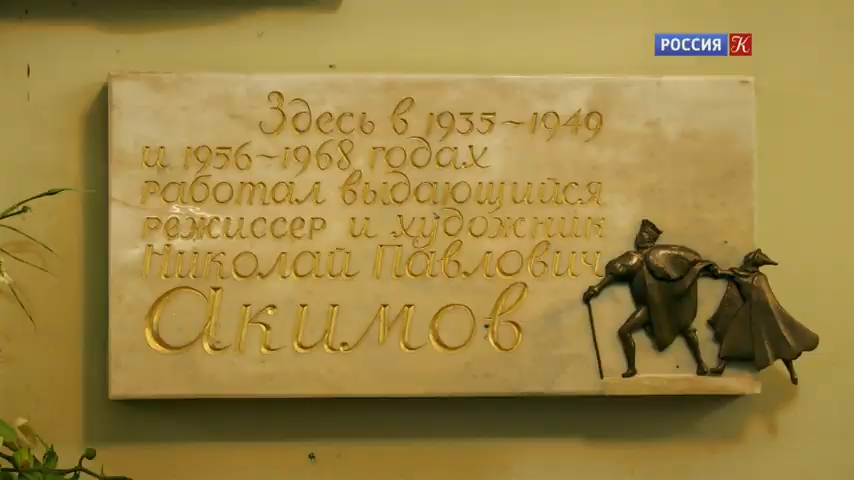 РОССИЯ К
Здесь в 1935~1949
и 1956~1968 годах
работал выдающийся
режиссер и художник
Николай Павлович
Акимов